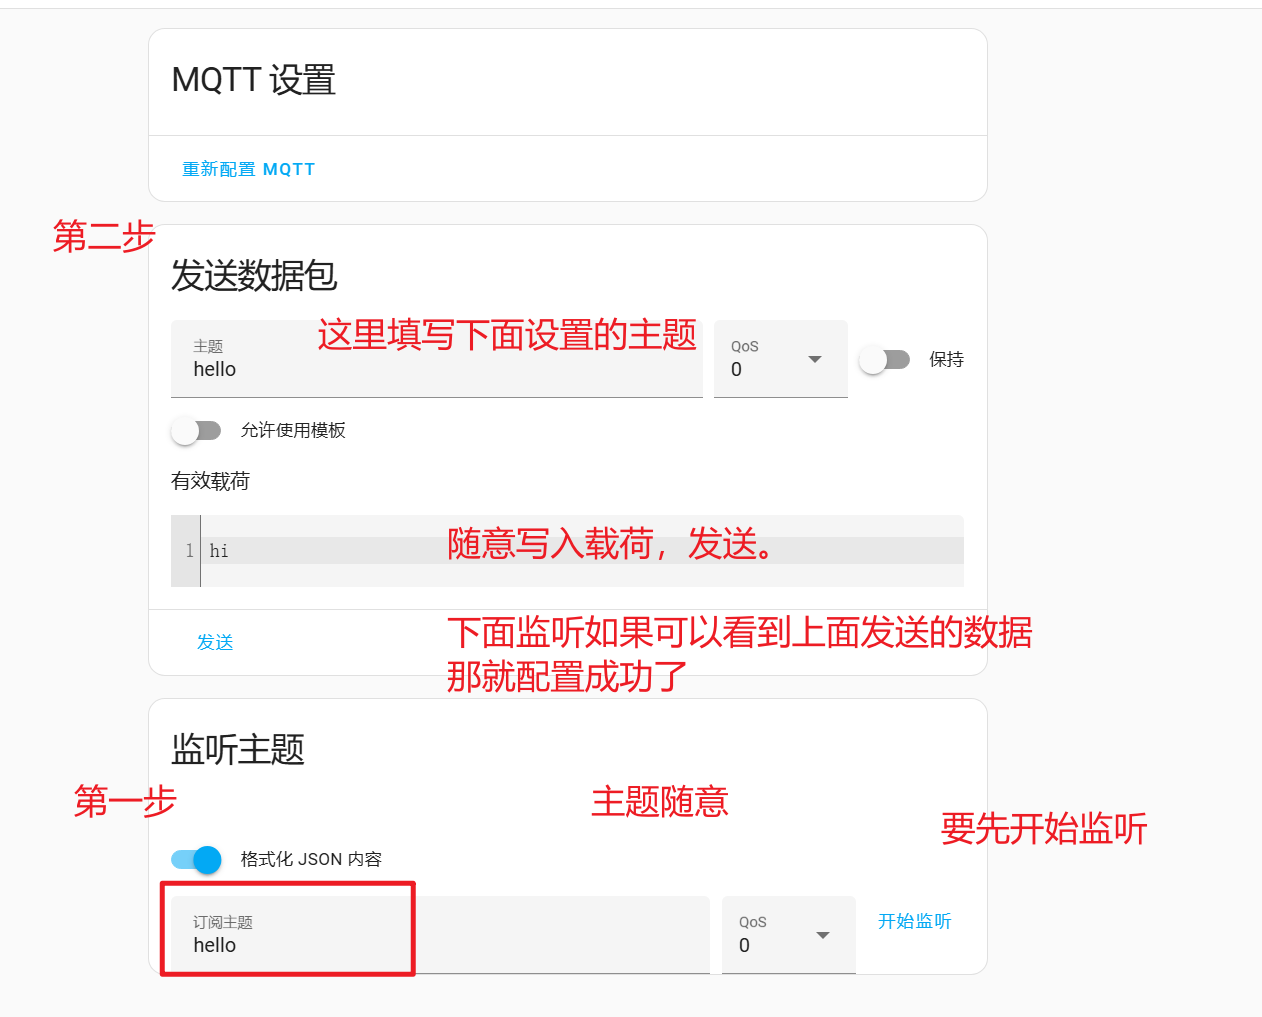 MQTT 设置
重新配置 MQTT
第二步
发送数据包
这里填写下面设置的主题
主题
hello
QoS
0
保持
允许使用模板
有效载荷
1 hi
随意写入载荷，发送。
发送
下面监听如果可以看到上面发送的数据
那就配置成功了
监听主题
第一步
主题随意
要先开始监听
格式化 JSON 内容
订阅主题
hello
QoS
0
开始监听